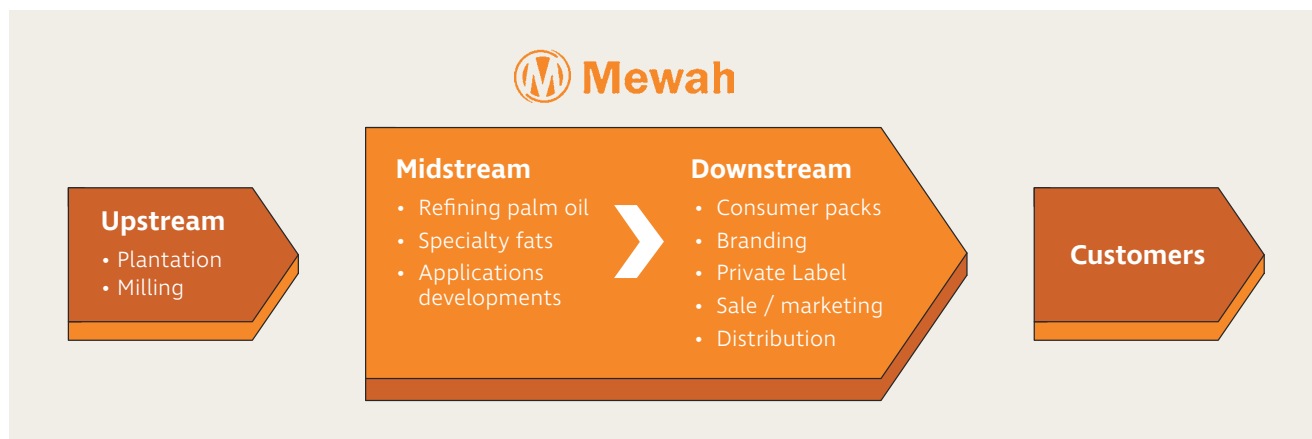 Mewah
Upstream
• Plantation
• Milling
Midstream
• Refining palm oil
• Specialty fats
• Applications
developments
Downstream
• Consumer packs
• Branding
• Private Label
• Sale / marketing
• Distribution
Customers